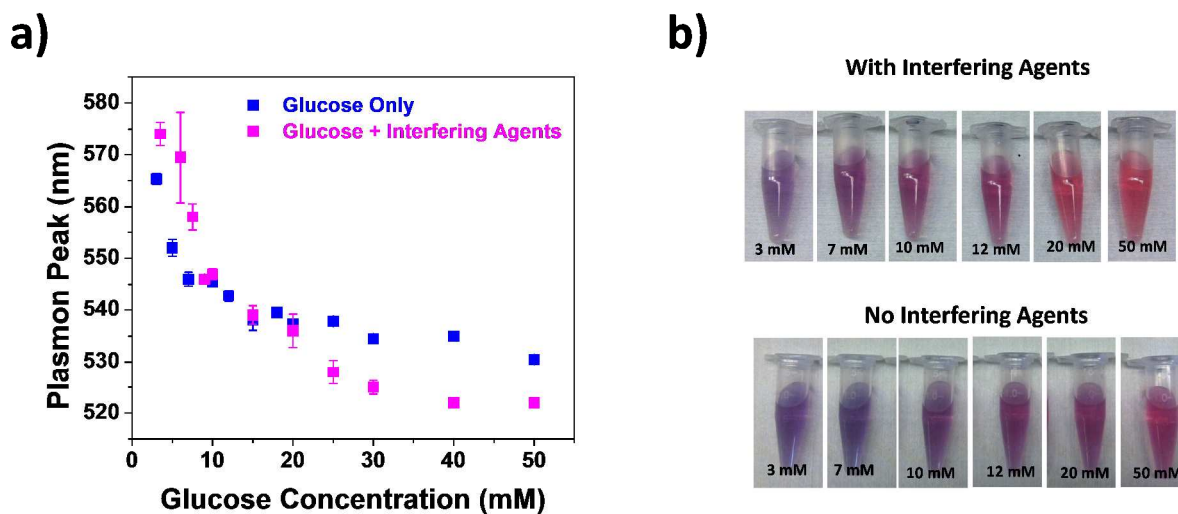 a)
Plasmon Peak (nm)
580
570
560
550
540
530
520
Glucose Only
Glucose + Interfering Agents
0
10
20
30
40
50
Glucose Concentration (mM)
b)
With Interfering Agents
3 mM
7 mM
10 mM
12 mM
20 mM
50 mM
No Interfering Agents
3 mM
7 mM
10 mM
12 mM
20 mM
50 mM